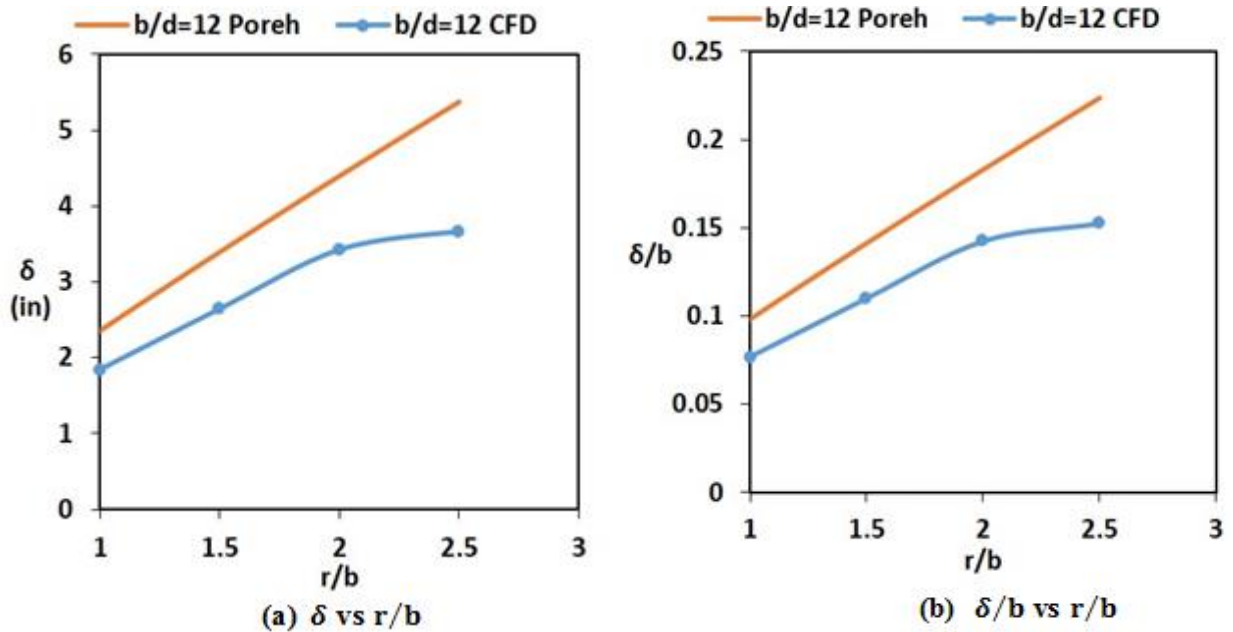 b/d=12 Poreh b/d=12 CFD
6
5
4
3
2
1
0
δ
(in)
1 1.5 2 2.5 3
r/b
(a) δ vs r/b
b/d=12 Poreh b/d=12 CFD
0.25
0.2
0.15
0.1
0.05
0
δ/b
1 1.5 2 2.5 3
r/b
(b) δ/b vs r/b